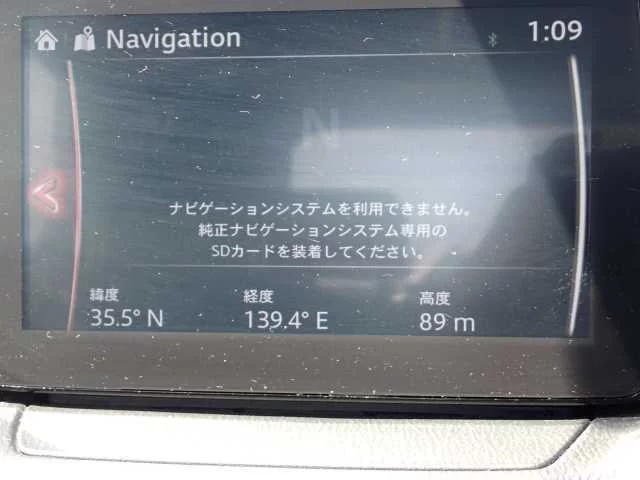 Navigation 1:09
N
ナビゲーションシステムを利用できません。
純正ナビゲーションシステム専用の
SDカードを装着してください。
緯度 経度 高度
35.5° N 139.4° E 89 m